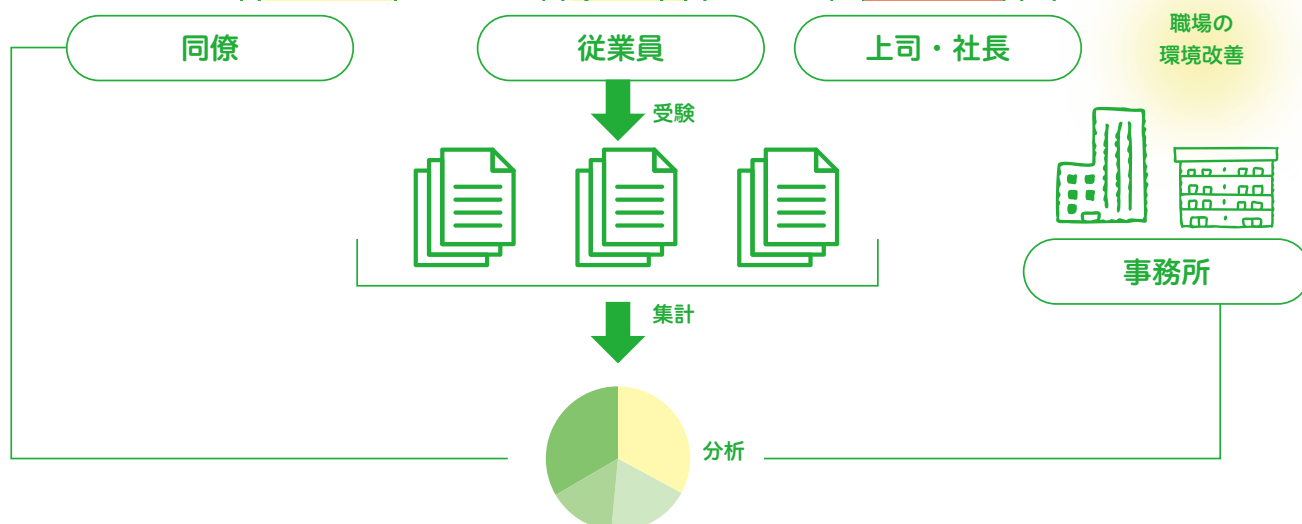 職場の
環境改善
同僚
従業員
上司・社長
受験
事務所
集計
分析